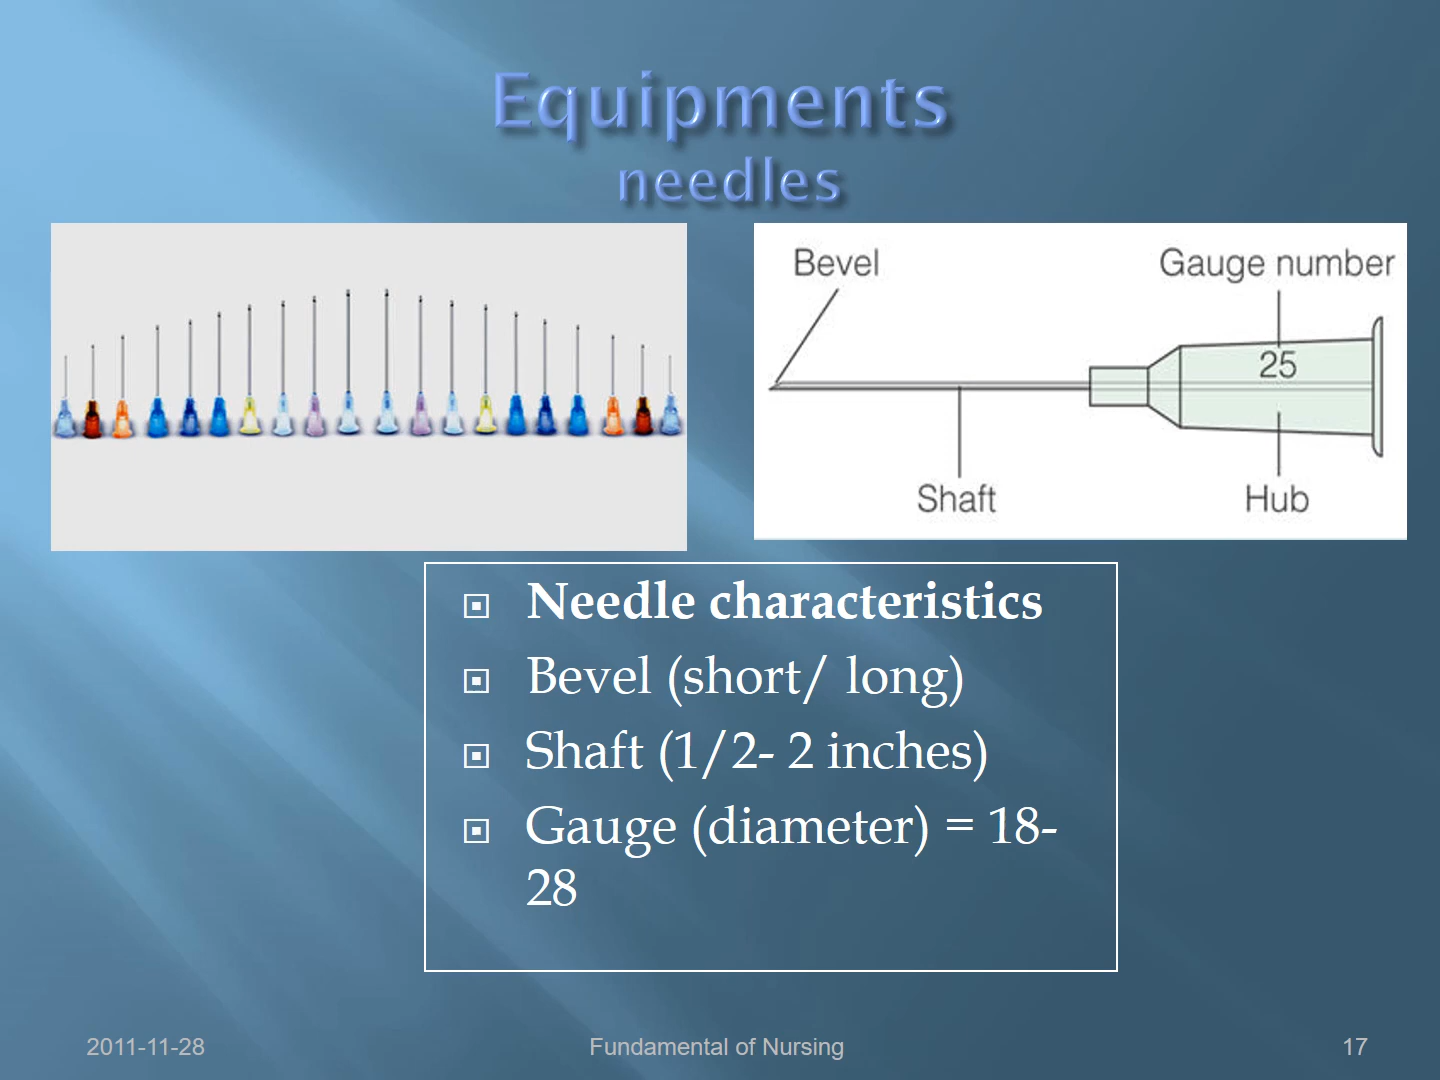 Equipments
needles
Bevel
Gauge number
25
Shaft
Hub
Needle characteristics
Bevel (short/ long)
Shaft (1/2- 2 inches)
Gauge (diameter) = 18-
28
2011-11-28
Fundamental of Nursing
17